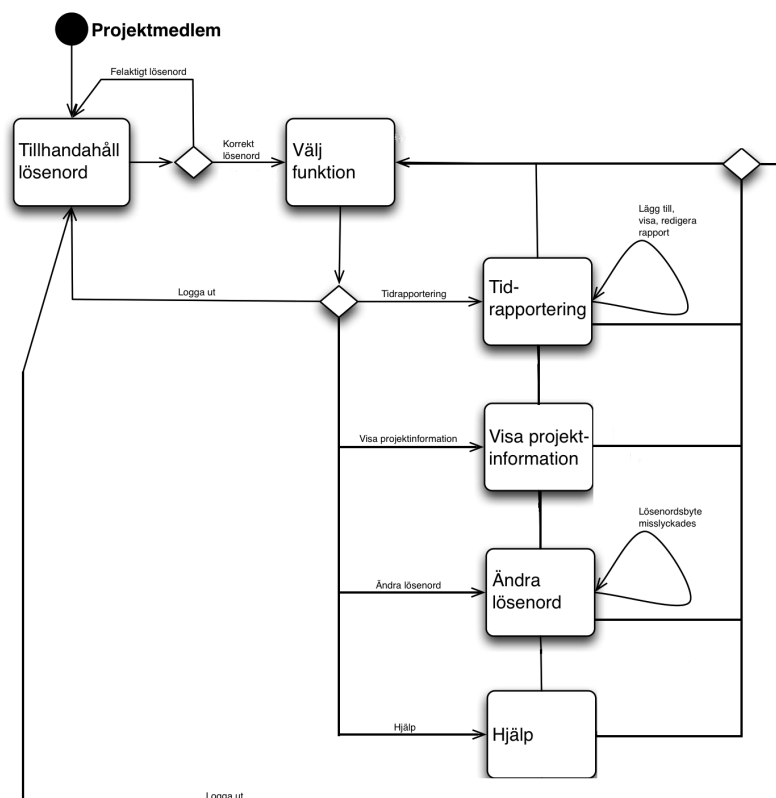 Projektmedlem
Felaktigt lösenord
Tillhandahåll
lösenord
Korrekt
lösenord
Välj
funktion
Lägg till,
visa, redigera
rapport
Logga ut
Tidrapportering
Tid-
rapportering
Visa projektinformation
Visa projekt-
information
Lösenordsbyte
misslyckades
Ändra lösenord
Ändra
lösenord
Hjälp
Hjälp
Logga ut